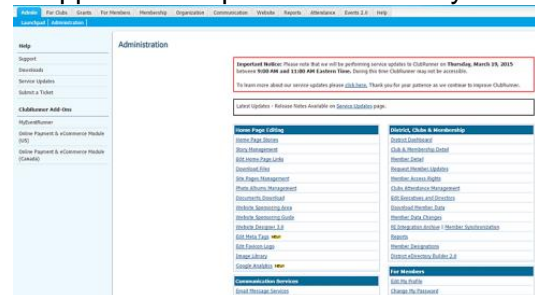 Admin For Clubs Grants For Members Membership Organization Communication Website Reports Attendance Events 2.0 Help
Launchpad Administration
Help
Support
Downloads
Service Updates
Submit a Ticket
ClubRunner Add-Ons
MyEventRunner
Online Payment & eCommerce Module (US)
Online Payment & eCommerce Module (Canada)
Administration
Important Notice: Please note that we will be performing service updates to ClubRunner on Thursday, March 19, 2015
between 9:00 AM and 11:00 AM Eastern Time. During this time ClubRunner may not be accessible.
To learn more about our service updates please click here. Thank you for your patience as we continue to improve ClubRunner.
Latest Updates - Release Notes Available on Service Updates page.
Home Page Editing
Home Page Stories
Story Management
Edit Home Page Links
Download Files
Site Pages Management
Photo Albums Management
Documents Download
Website Sponsoring Area
Website Sponsoring Guide
Website Designer 3.0
Edit Meta Tags NEW
Edit Favicon Logo
Image Library
Google Analytics NEW
Communication Services
Email Message Services
District, Clubs & Membership
District Dashboard
Club & Membership Detail
Member Detail
Request Member Updates
Member Access Rights
Clubs Attendance Management
Edit Executives and Directors
Download Member Data
Member Data Changes
RI Integration Archive | Member Synchronization
Reports
Member Designations
District eDirectory Builder 2.0
For Members
Edit My Profile
Change My Password